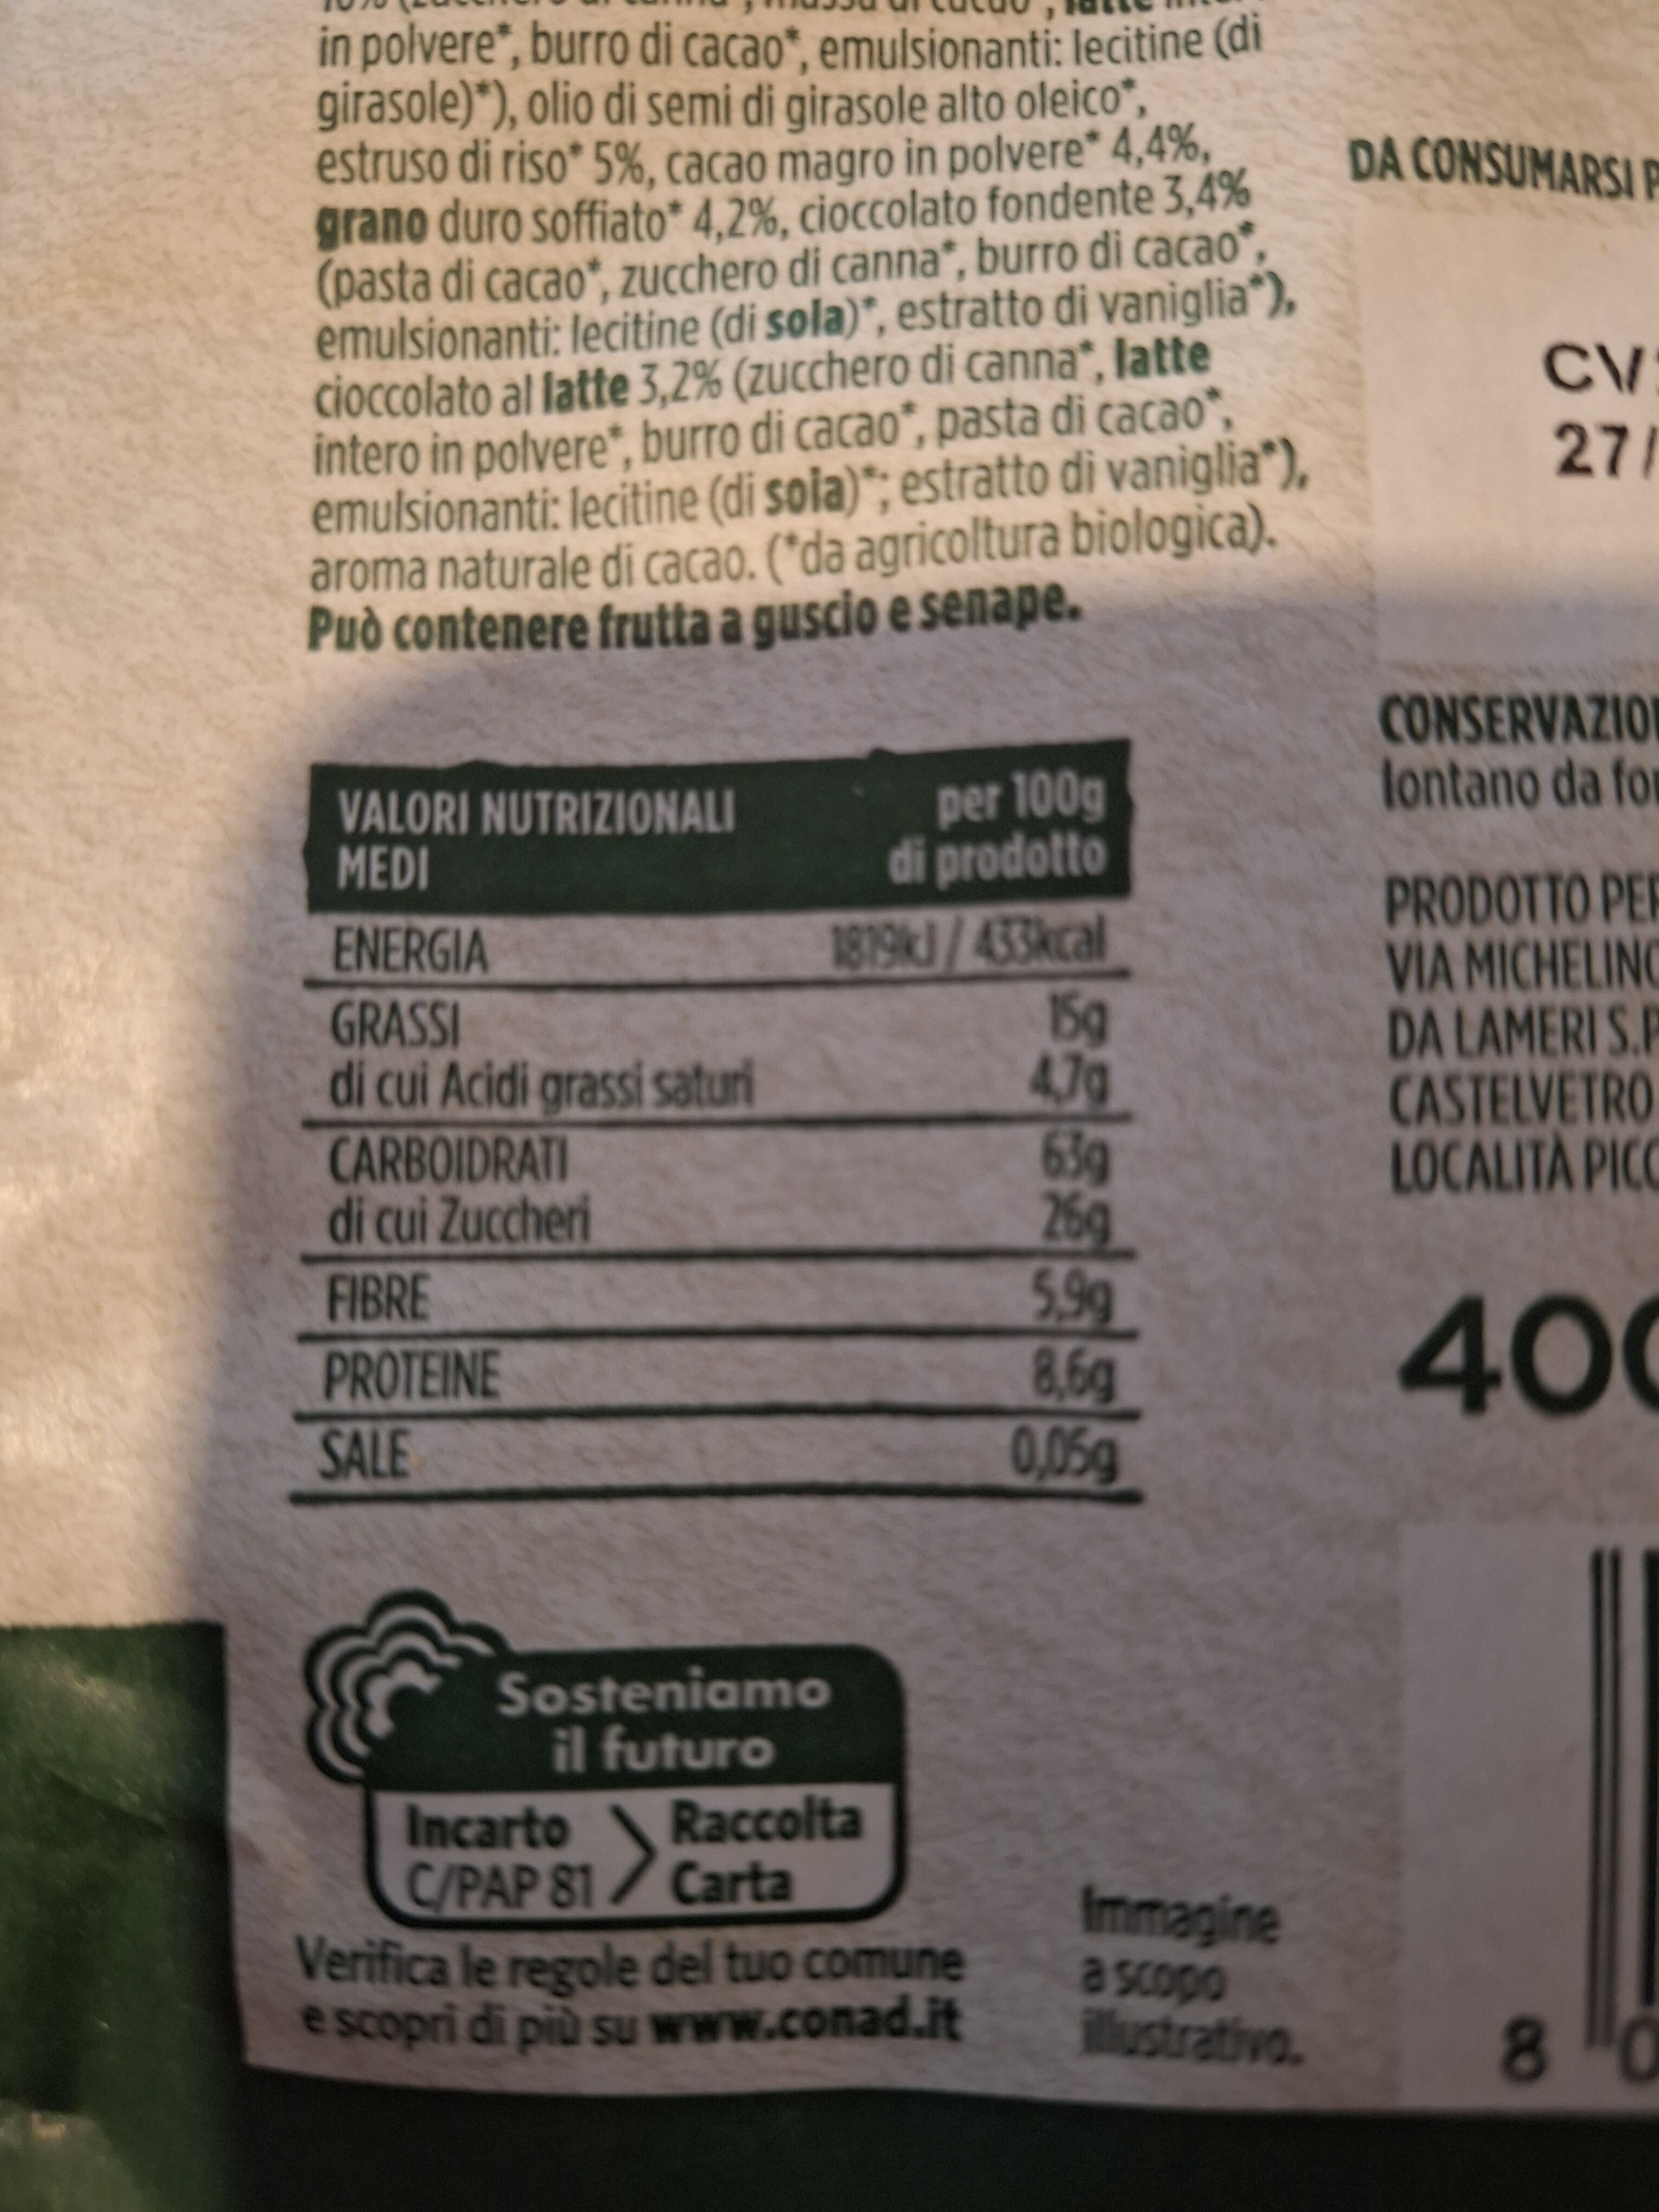 in polvere*, burro di cacao*, emulsionanti: lecitine (di
girasole)*), olio di semi di girasole alto oleico*,
estruso di riso* 5%, cacao magro in polvere* 4,4%,
grano duro soffiato* 4,2%, cioccolato fondente 3,4%
(pasta di cacao*, zucchero di canna*, burro di cacao*,
emulsionanti: lecitine (di soia)*, estratto di vaniglia*),
cioccolato al latte 3,2% (zucchero di canna*, latte
intero in polvere*, burro di cacao*, pasta di cacao*,
emulsionanti: lecitine (di soia)*; estratto di vaniglia*),
aroma naturale di cacao. (*da agricoltura biologica).
Può contenere frutta a guscio e senape.
VALORI NUTRIZIONALI MEDI per 100g di prodotto
ENERGIA 1819kJ / 433kcal
GRASSI 15g
di cui Acidi grassi saturi 4,7g
CARBOIDRATI 63g
di cui Zuccheri 26g
FIBRE 5,9g
PROTEINE 8,6g
SALE 0,05g
Sosteniamo
il futuro
Incarto Raccolta
C/PAP 81 Carta
Verifica le regole del tuo comune
e scopri di più su www.conad.it
Immagine
a scopo
illustrativo.
DA CONSUMARSI
27/
lontano da
PRODOTTO
VIA
DA LAMERI
CASTELVETRO
LOCALITÀ
8